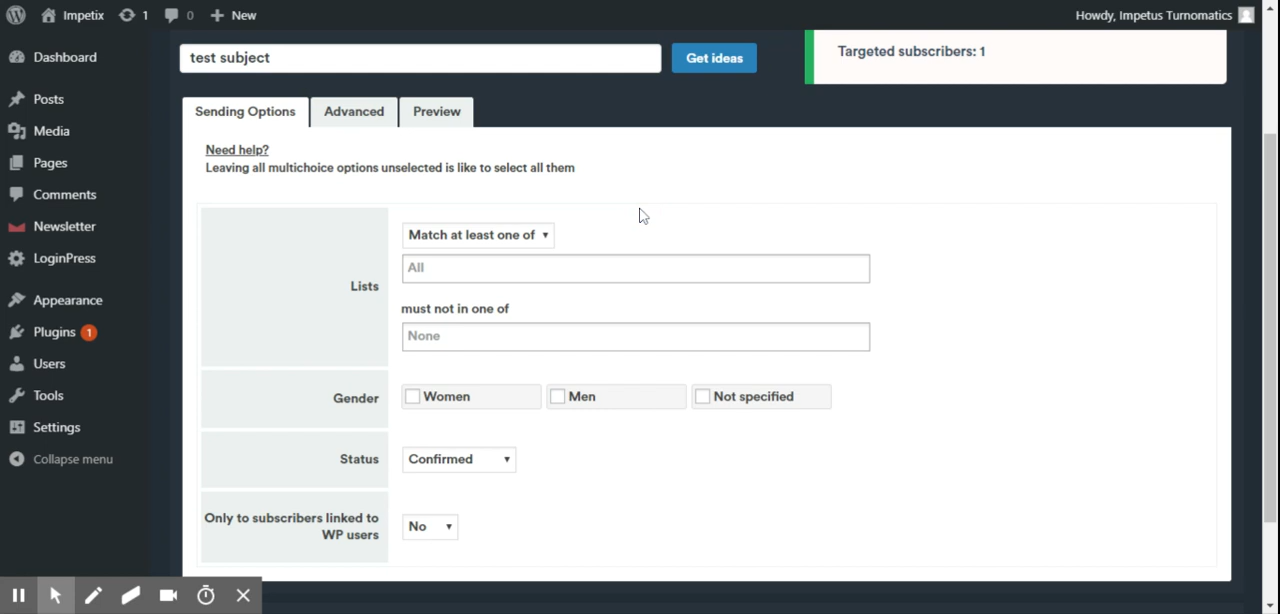 Impetix 1 0 New Howdy, Impetus Turnomatics
Dashboard
Posts
Media
Pages
Comments
Newsletter
LoginPress
Appearance
Plugins 1
Users
Tools
Settings
Collapse menu
test subject
Get ideas
Targeted subscribers: 1
Sending Options Advanced Preview
Need help?
Leaving all multichoice options unselected is like to select all them
Lists
Match at least one of
All
must not in one of
None
Gender
Women Men Not specified
Status
Confirmed
Only to subscribers linked to
WP users
No